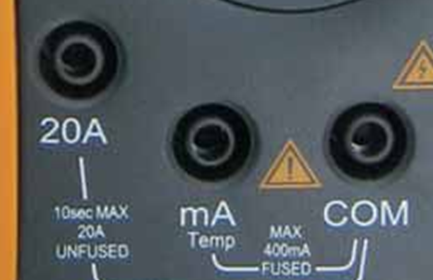 20A
10sec MAX
20A
UNFUSED
mA
Temp
MAX
400mA
FUSED
COM